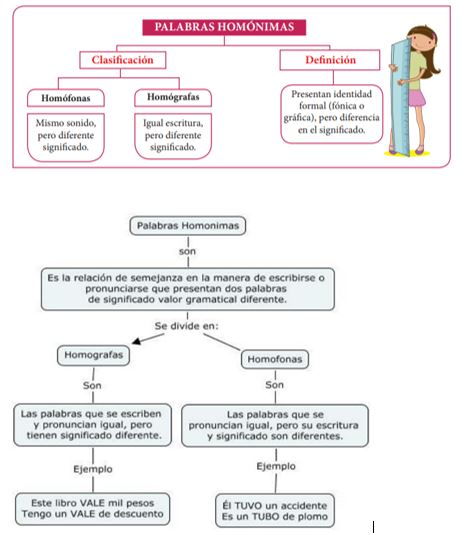 PALABRAS HOMÓNIMAS
Clasificación
Definición
Homófonas
Homógrafas
Mismo sonido,
pero diferente
significado.
Igual escritura,
pero diferente
significado.
Presentan identidad
formal (fónica o
gráfica), pero diferencia
en el significado.
Palabras Homonimas
son
Es la relación de semejanza en la manera de escribirse o
pronunciarse que presentan dos palabras
de significado valor gramatical diferente.
Se divide en:
Homografas
Homofonas
Son
Son
Las palabras que se escriben
y pronuncian igual, pero
tienen significado diferente.
Las palabras que se
pronuncian igual, pero su escritura
y significado son diferentes.
Ejemplo
Ejemplo
Este libro VALE mil pesos
Tengo un VALE de descuento
Él TUVO un accidente
Es un TUBO de plomo